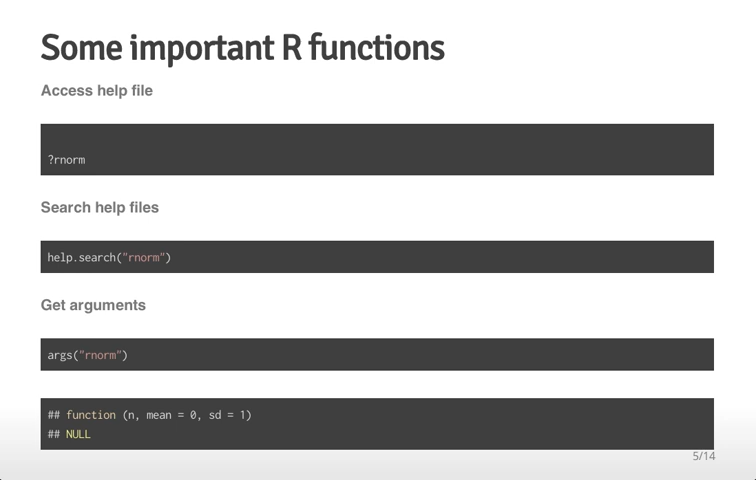 Some important R functions
Access help file
?rnorm
Search help files
help.search("rnorm")
Get arguments
args("rnorm")
## function (n, mean = 0, sd = 1)
## NULL
5/14